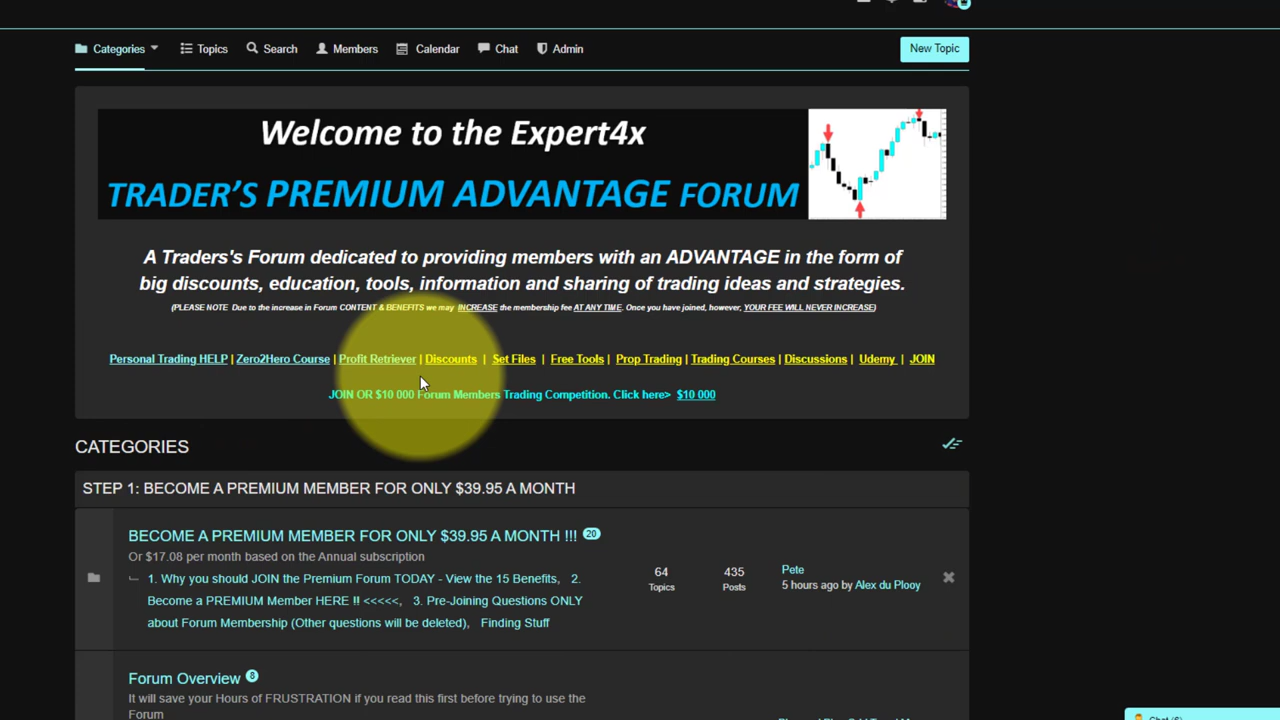 Categories Topics Search Members Calendar Chat Admin New Topic
Welcome to the Expert4x
TRADER'S PREMIUM ADVANTAGE FORUM
A Traders's Forum dedicated to providing members with an ADVANTAGE in the form of
big discounts, education, tools, information and sharing of trading ideas and strategies.
(PLEASE NOTE Due to the increase in Forum CONTENT & BENEFITS we may INCREASE the membership fee AT ANY TIME. Once you have joined, however, YOUR FEE WILL NEVER INCREASE)
Personal Trading HELP | Zero2Hero Course | Profit Retriever | Discounts | Set Files | Free Tools | Prop Trading | Trading Courses | Discussions | Udemy | JOIN
JOIN OR $10 000 Forum Members Trading Competition. Click here> $10 000
CATEGORIES
STEP 1: BECOME A PREMIUM MEMBER FOR ONLY $39.95 A MONTH
BECOME A PREMIUM MEMBER FOR ONLY $39.95 A MONTH !!! 20
Or $17.08 per month based on the Annual subscription
1. Why you should JOIN the Premium Forum TODAY - View the 15 Benefits, 2.
Become a PREMIUM Member HERE !! <<<<<, 3. Pre-Joining Questions ONLY
about Forum Membership (Other questions will be deleted), Finding Stuff
64
Topics
435
Posts
Pete
5 hours ago by Alex du Plooy
Forum Overview 8
It will save your Hours of FRUSTRATION if you read this first before trying to use the
Forum